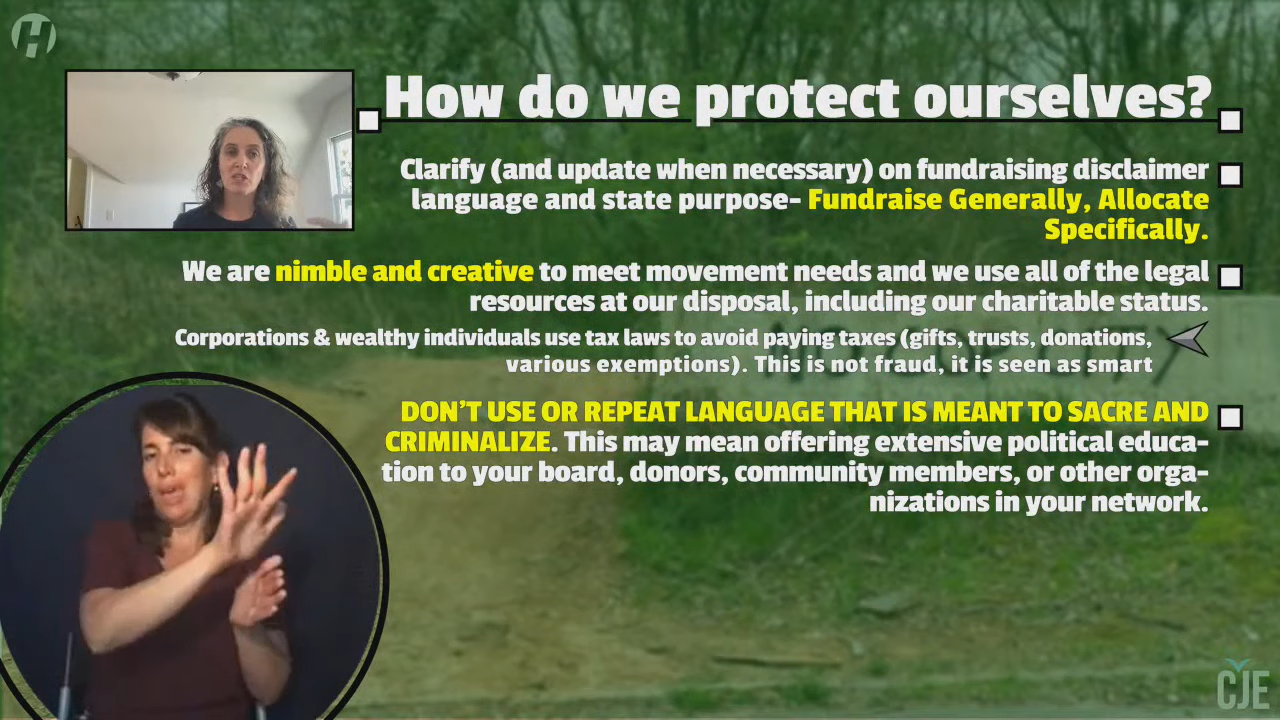 H
How do we protect ourselves?
Clarify (and update when necessary) on fundraising disclaimer
language and state purpose- Fundraise Generally, Allocate
Specifically.
We are nimble and creative to meet movement needs and we use all of the legal
resources at our disposal, including our charitable status.
Corporations & wealthy individuals use tax laws to avoid paying taxes (gifts, trusts, donations,
various exemptions). This is not fraud, it is seen as smart
DON'T USE OR REPEAT LANGUAGE THAT IS MEANT TO SACRE AND
CRIMINALIZE. This may mean offering extensive political educa-
tion to your board, donors, community members, or other orga-
nizations in your network.
CJE